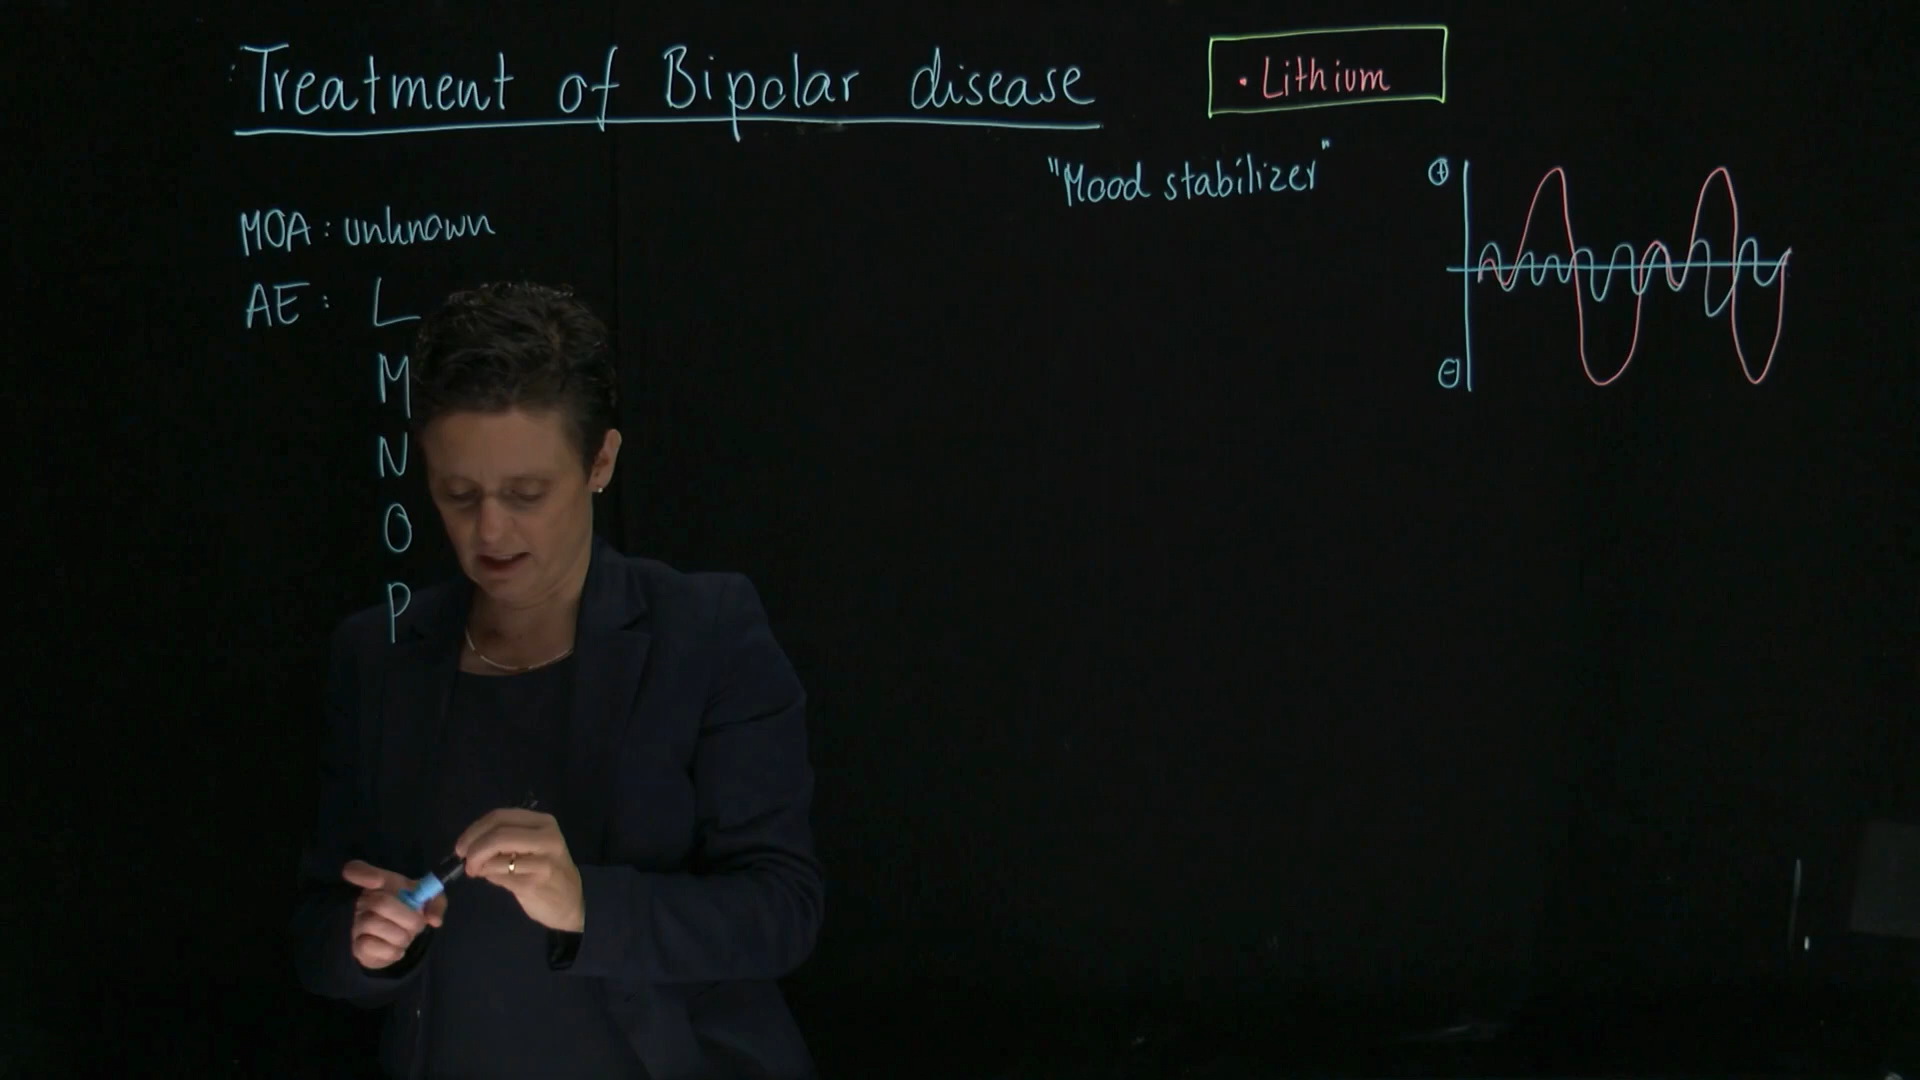 Treatment of Bipolar disease
• Lithium
"Mood stabilizer"
MOA: unknown
AE: L
M
N
O
P
+
-